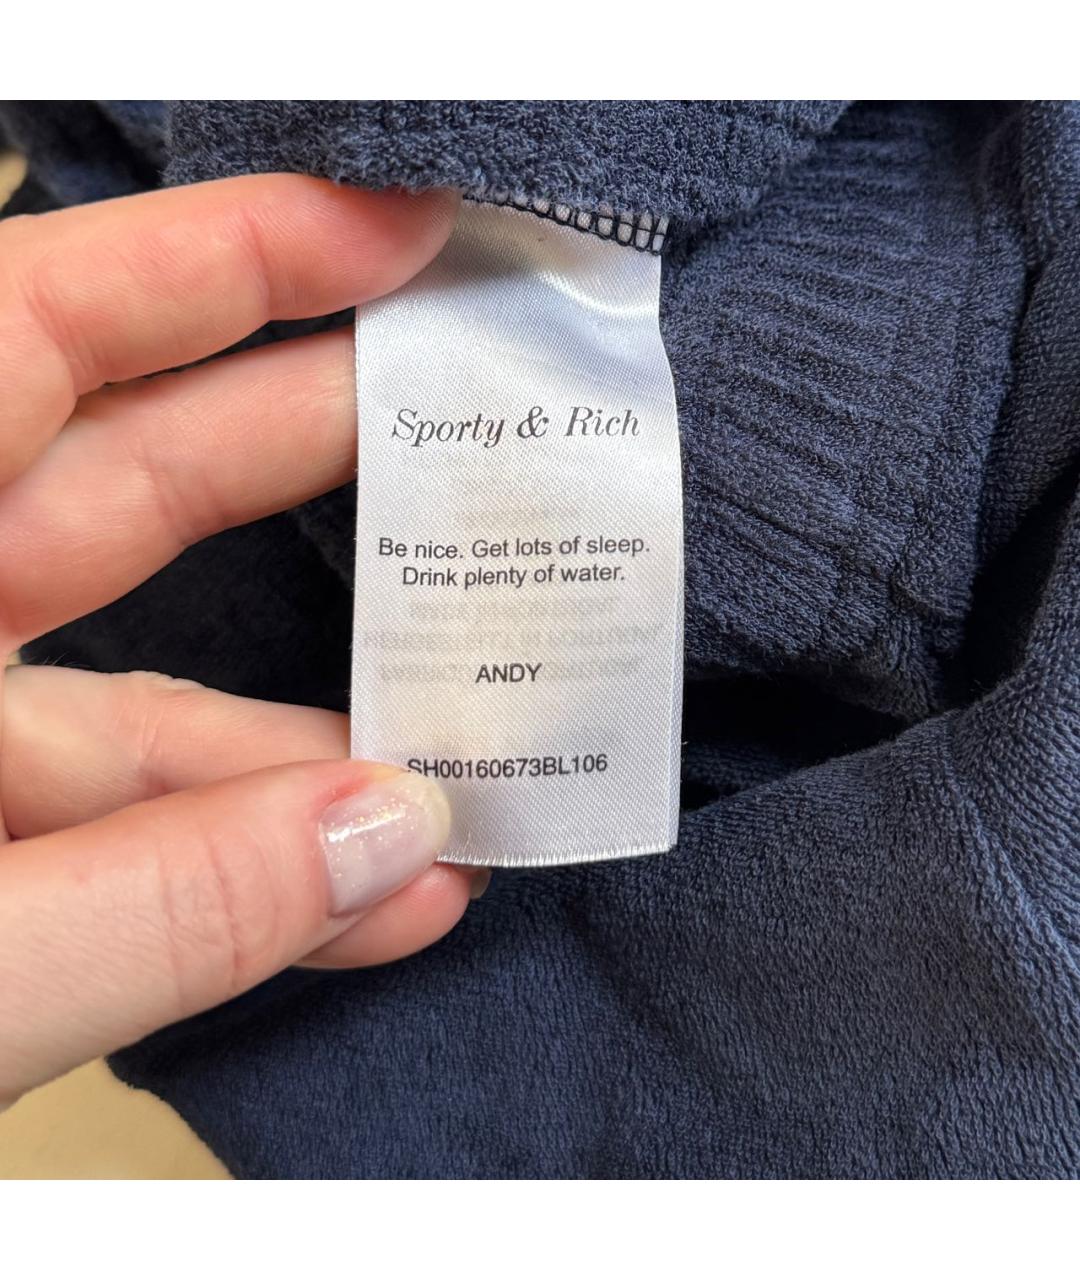 Sporty & Rich
Be nice. Get lots of sleep.
Drink plenty of water.
ANDY
SH00160673BL106